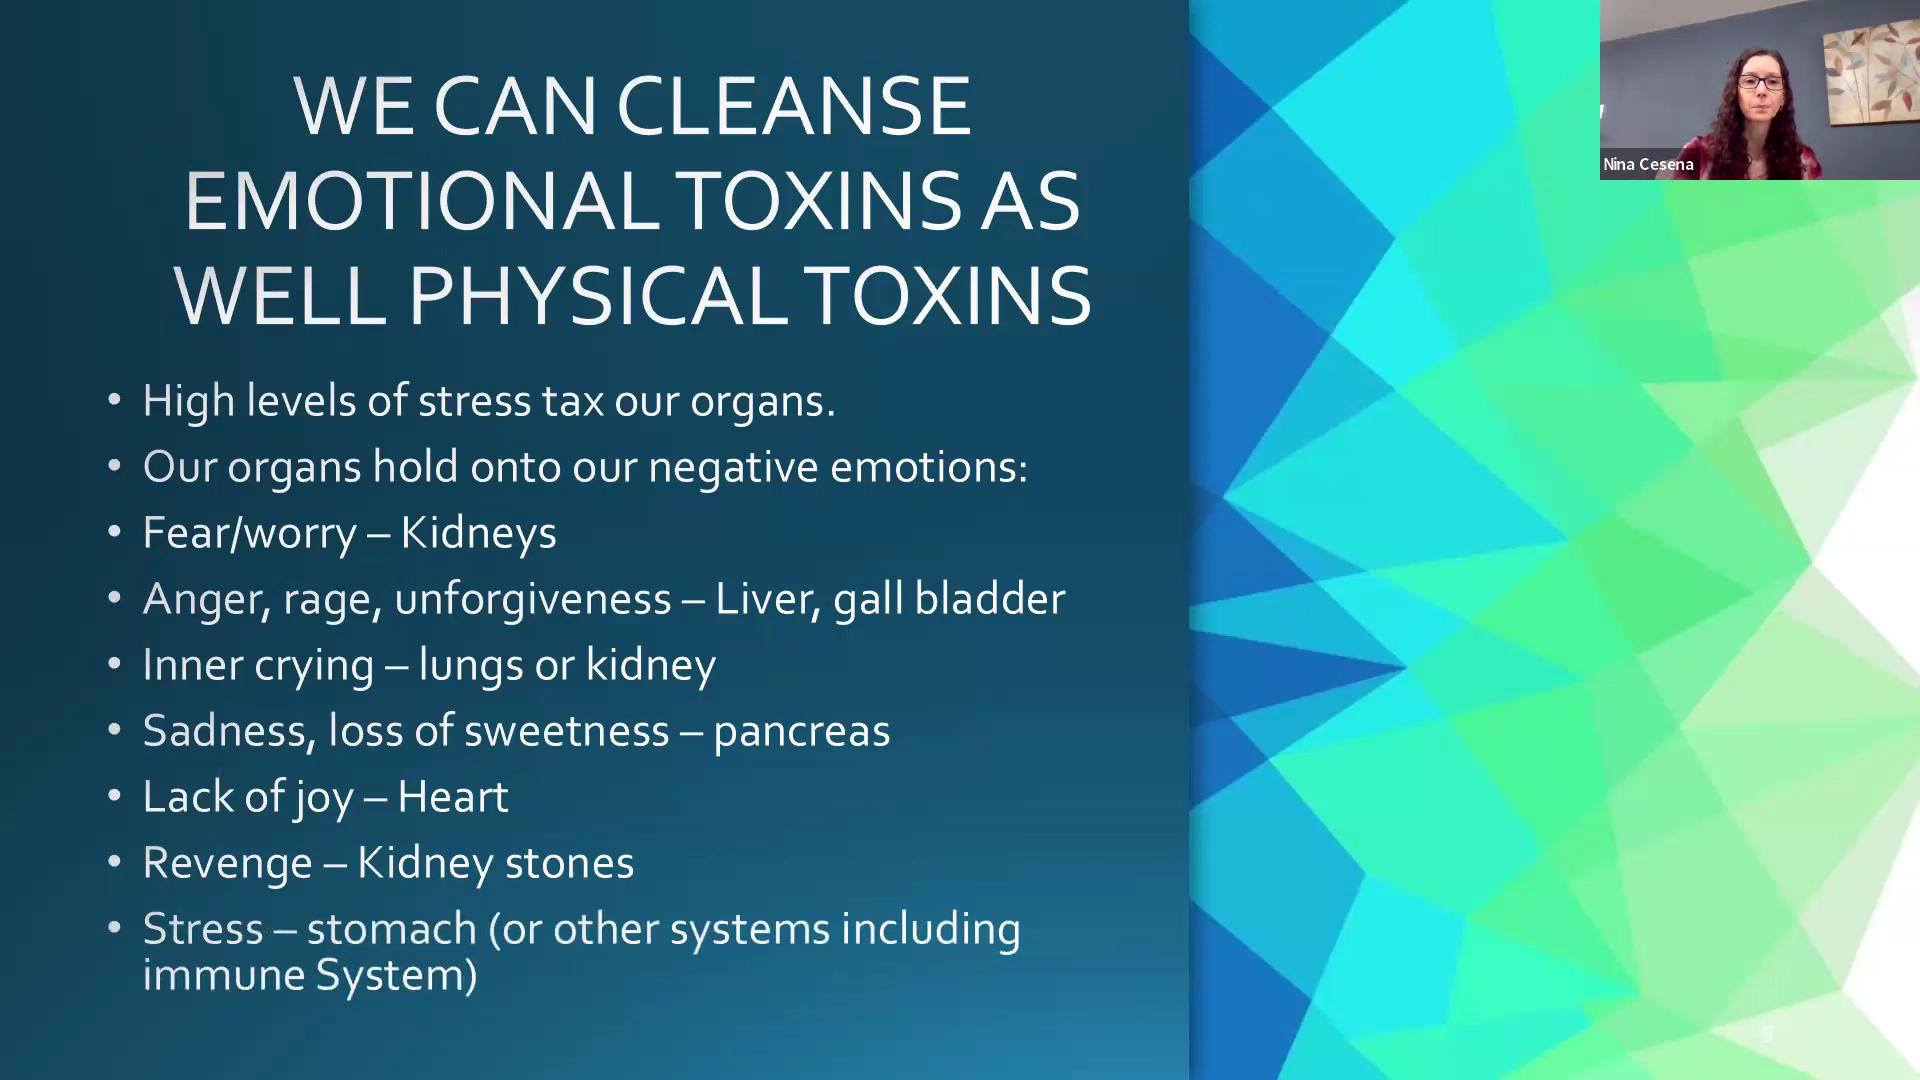 WE CAN CLEANSE
EMOTIONAL TOXINS AS
WELL PHYSICAL TOXINS
• High levels of stress tax our organs.
• Our organs hold onto our negative emotions:
• Fear/worry – Kidneys
• Anger, rage, unforgiveness – Liver, gall bladder
• Inner crying – lungs or kidney
• Sadness, loss of sweetness – pancreas
• Lack of joy – Heart
• Revenge – Kidney stones
• Stress – stomach (or other systems including
immune System)
Nina Cesena
5